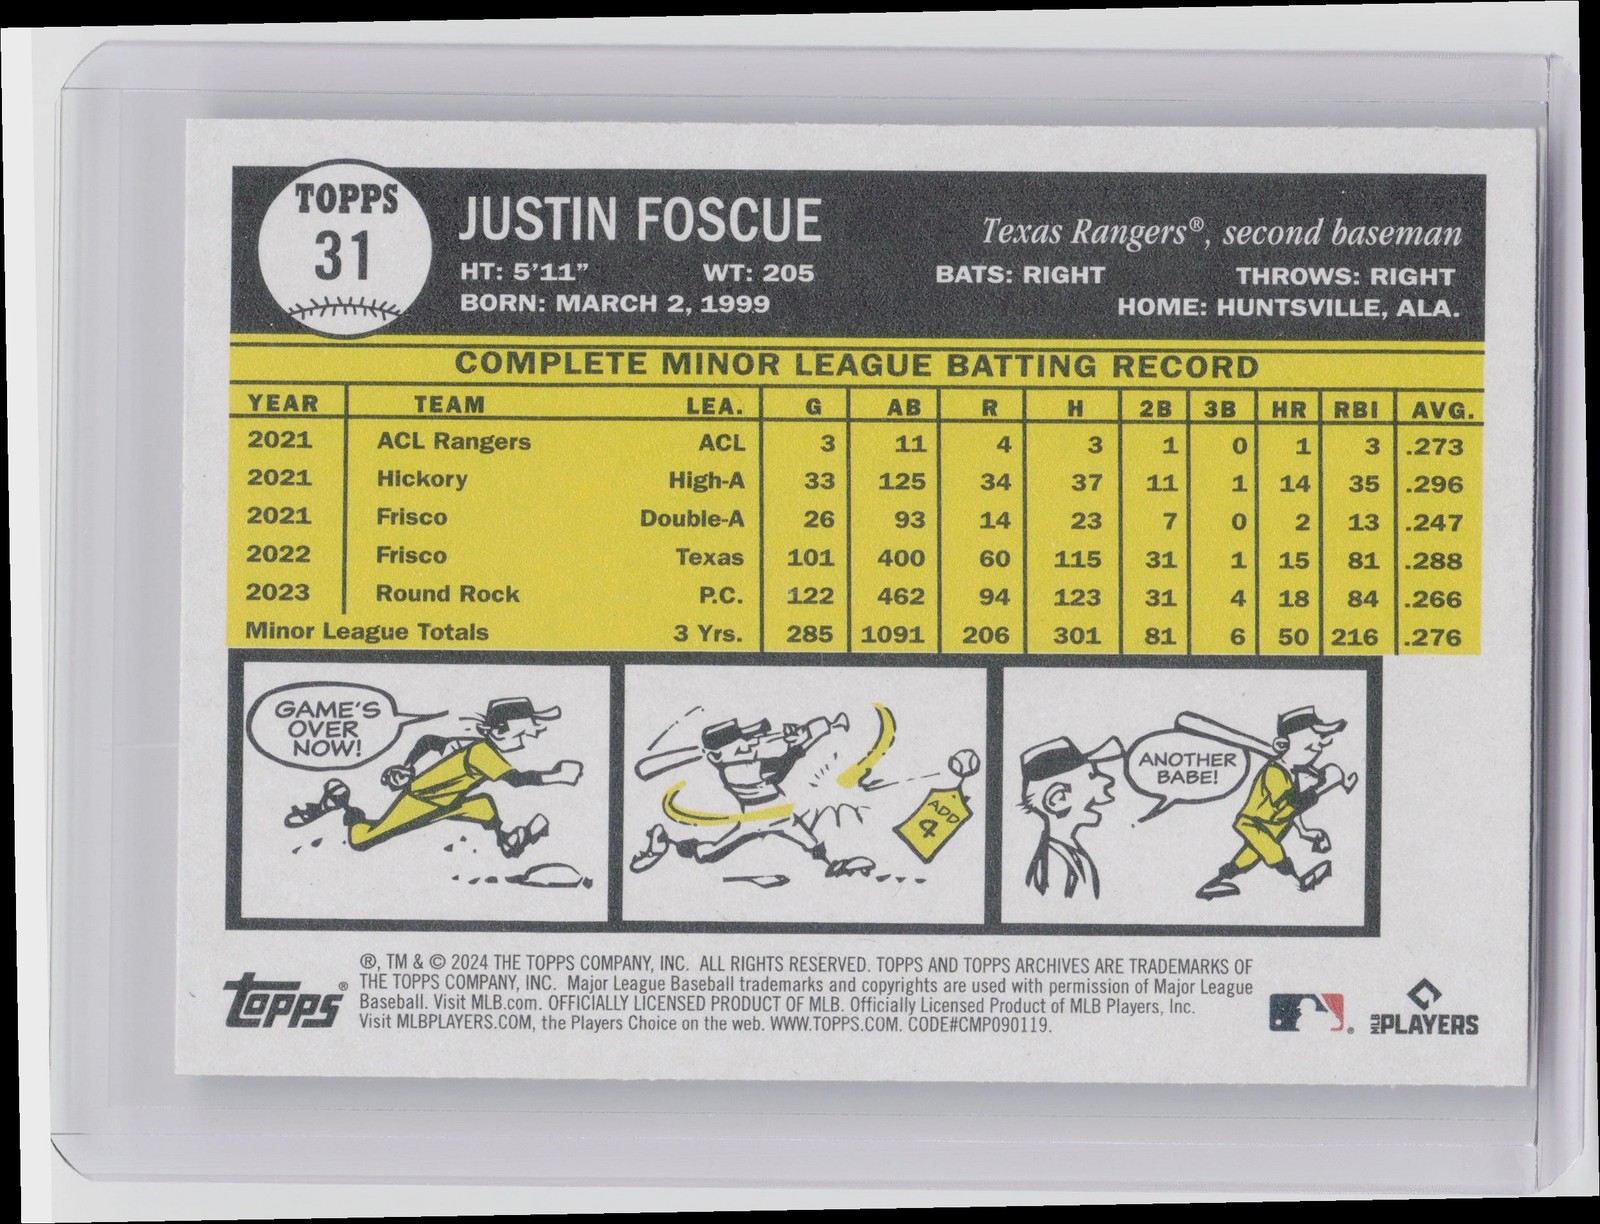 TOPPS
31
JUSTIN FOSCUE
Texas Rangers®, second baseman
HT: 5'11" WT: 205 BATS: RIGHT THROWS: RIGHT
BORN: MARCH 2, 1999 HOME: HUNTSVILLE, ALA.
COMPLETE MINOR LEAGUE BATTING RECORD
YEAR TEAM LEA. G AB R H 2B 3B HR RBI AVG.
2021 ACL Rangers ACL 3 11 4 3 1 0 1 3 .273
2021 Hickory High-A 33 125 34 37 11 1 14 35 .296
2021 Frisco Double-A 26 93 14 23 7 0 2 13 .247
2022 Frisco Texas 101 400 60 115 31 1 15 81 .288
2023 Round Rock P.C. 122 462 94 123 31 4 18 84 .266
Minor League Totals 3 Yrs. 285 1091 206 301 81 6 50 216 .276
GAME'S
OVER
NOW!
ADD
4
ANOTHER
BABE!
®, TM & © 2024 THE TOPPS COMPANY, INC. ALL RIGHTS RESERVED. TOPPS AND TOPPS ARCHIVES ARE TRADEMARKS OF
THE TOPPS COMPANY, INC. Major League Baseball trademarks and copyrights are used with permission of Major League
Baseball. Visit MLB.com. OFFICIALLY LICENSED PRODUCT OF MLB. Officially Licensed Product of MLB Players, Inc.
Visit MLBPLAYERS.COM, the Players Choice on the web. WWW.TOPPS.COM. CODE#CMP090119.
topps®
MLB PLAYERS